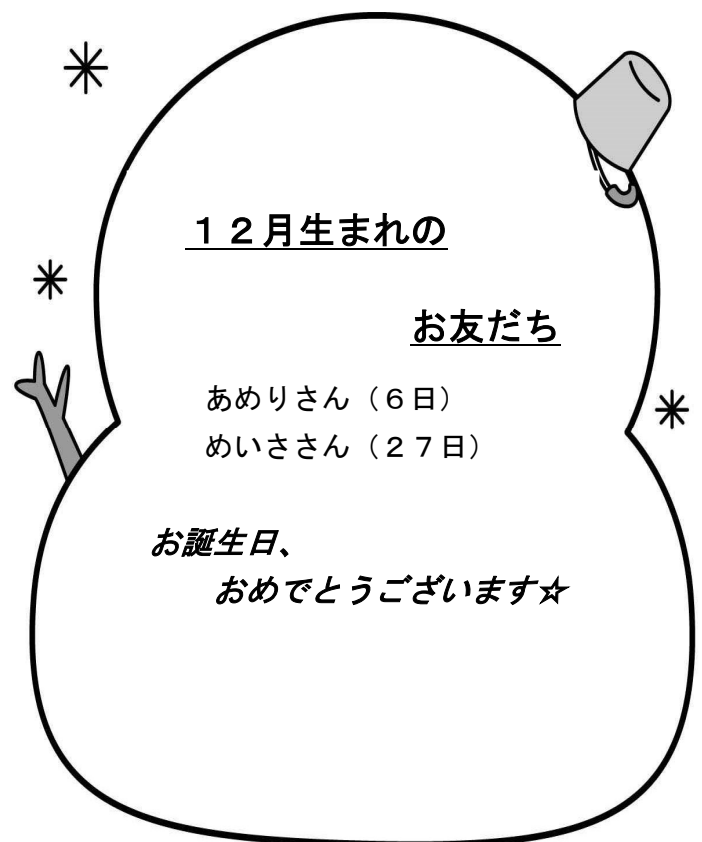 １２月生まれの
お友だち
あめりさん（６日）
めいささん（２７日）
お誕生日、
おめでとうございます☆